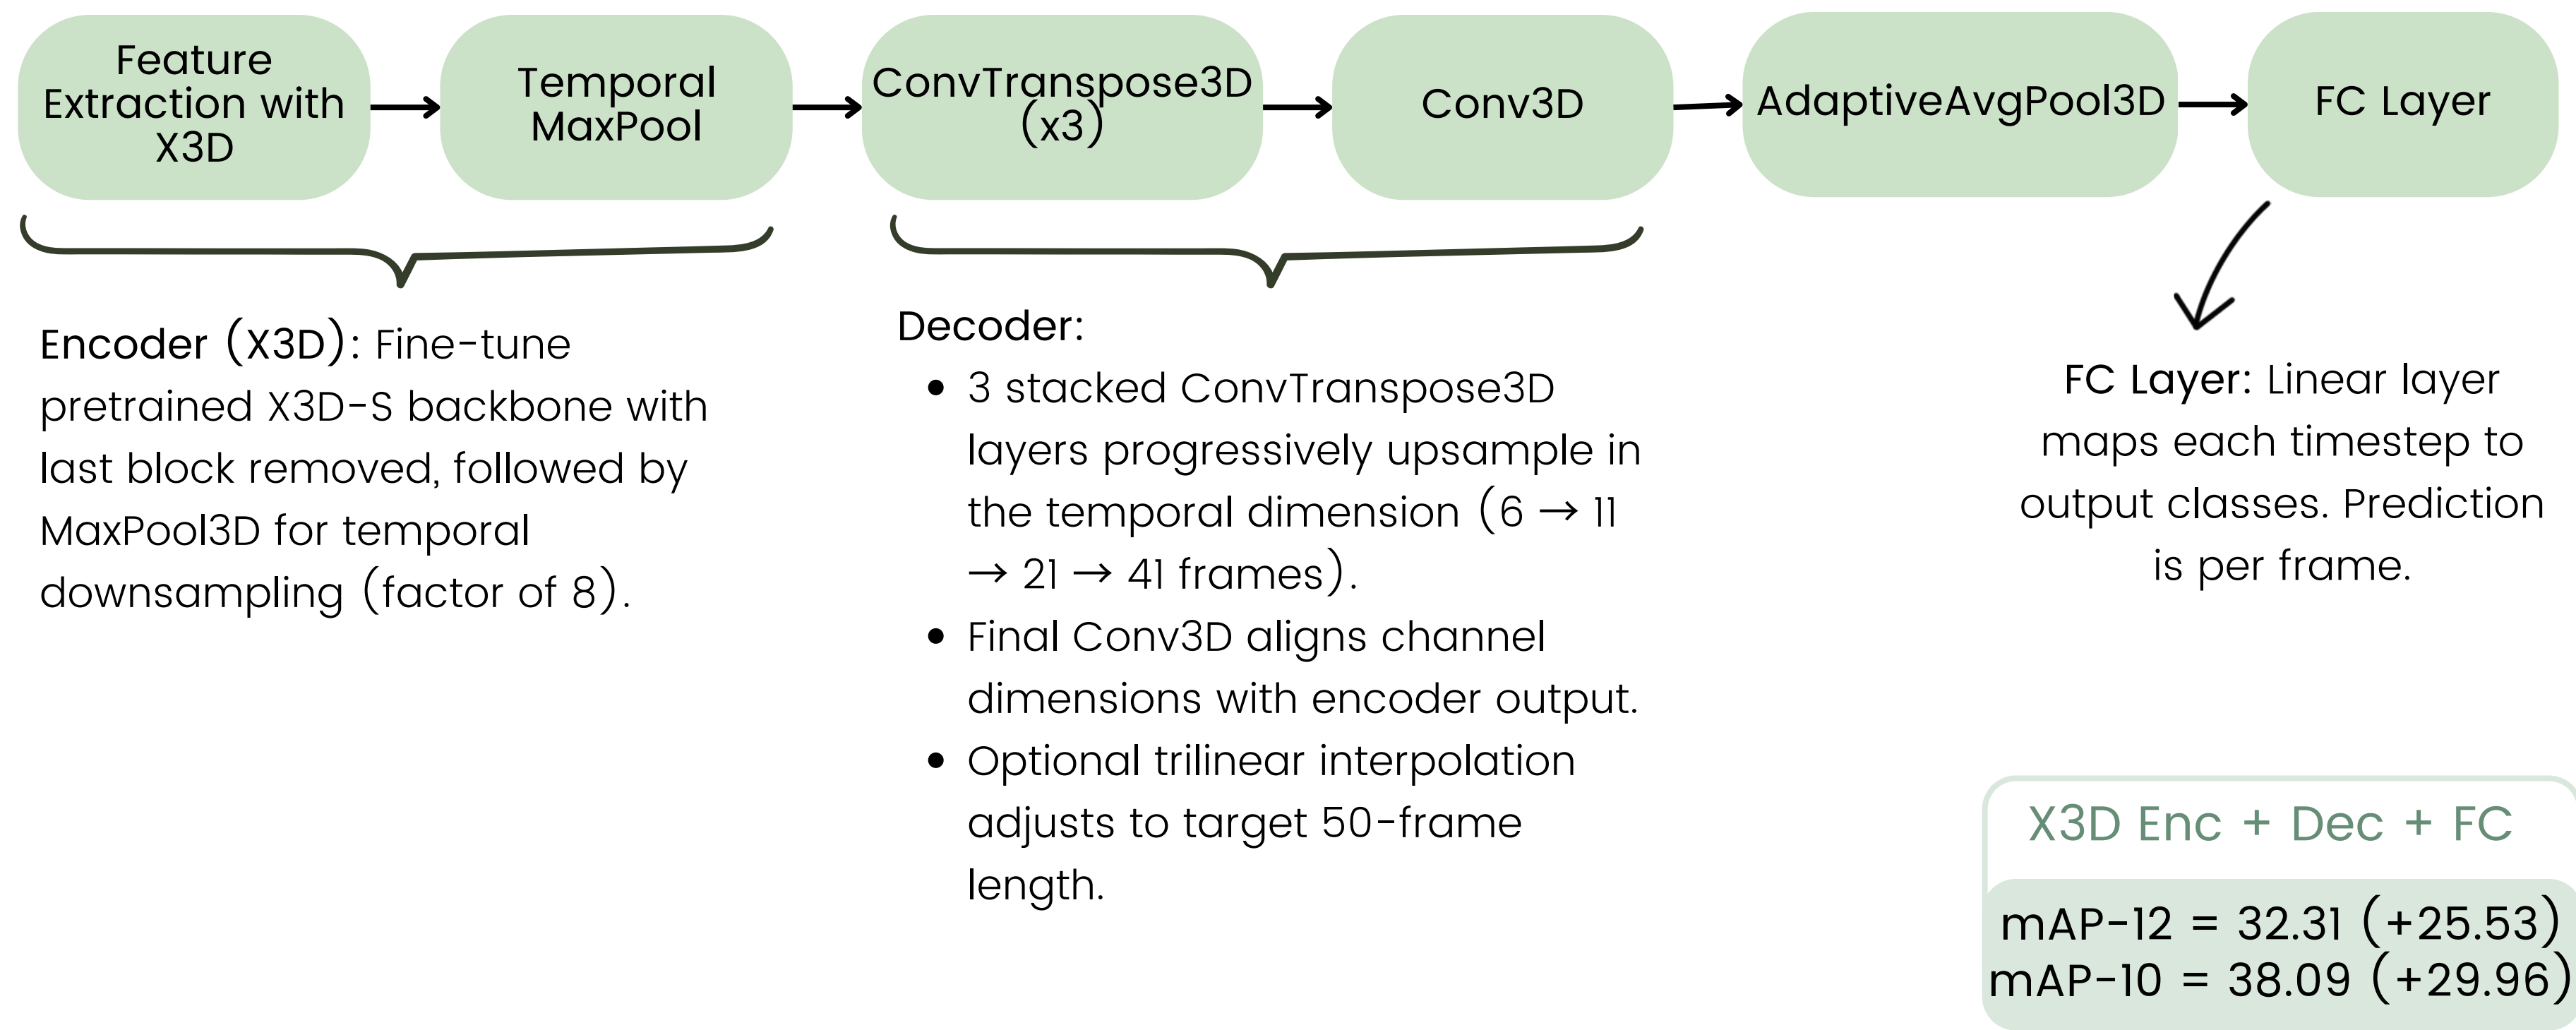 Feature
Extraction with
X3D
Temporal
MaxPool
ConvTranspose3D
(x3)
Conv3D
AdaptiveAvgPool3D
FC Layer
Encoder (X3D): Fine-tune
pretrained X3D-S backbone with
last block removed, followed by
MaxPool3D for temporal
downsampling (factor of 8).
Decoder:
• 3 stacked ConvTranspose3D
layers progressively upsample in
the temporal dimension (6 → 11
→ 21 → 41 frames).
• Final Conv3D aligns channel
dimensions with encoder output.
• Optional trilinear interpolation
adjusts to target 50-frame
length.
FC Layer: Linear layer
maps each timestep to
output classes. Prediction
is per frame.
X3D Enc + Dec + FC
mAP-12 = 32.31 (+25.53)
mAP-10 = 38.09 (+29.96)